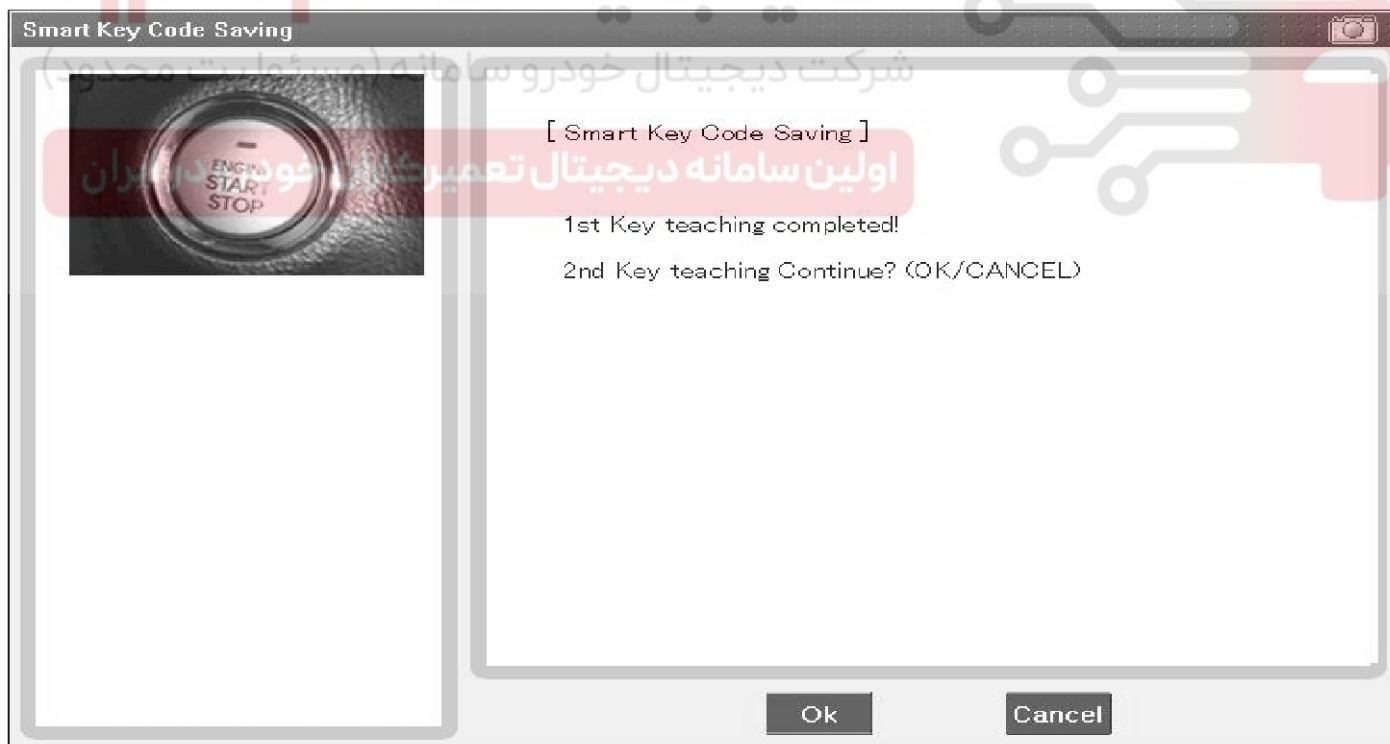 Smart Key Code Saving
شرکت دیجیتال خودرو سامانه (مسئولیت محدود)
[ Smart Key Code Saving ]
اولین سامانه دیجیتال تعمیرکاران خودرو در ایران
ENGINE
START
STOP
1st Key teaching completed!
2nd Key teaching Continue? (OK/CANCEL)
Ok
Cancel